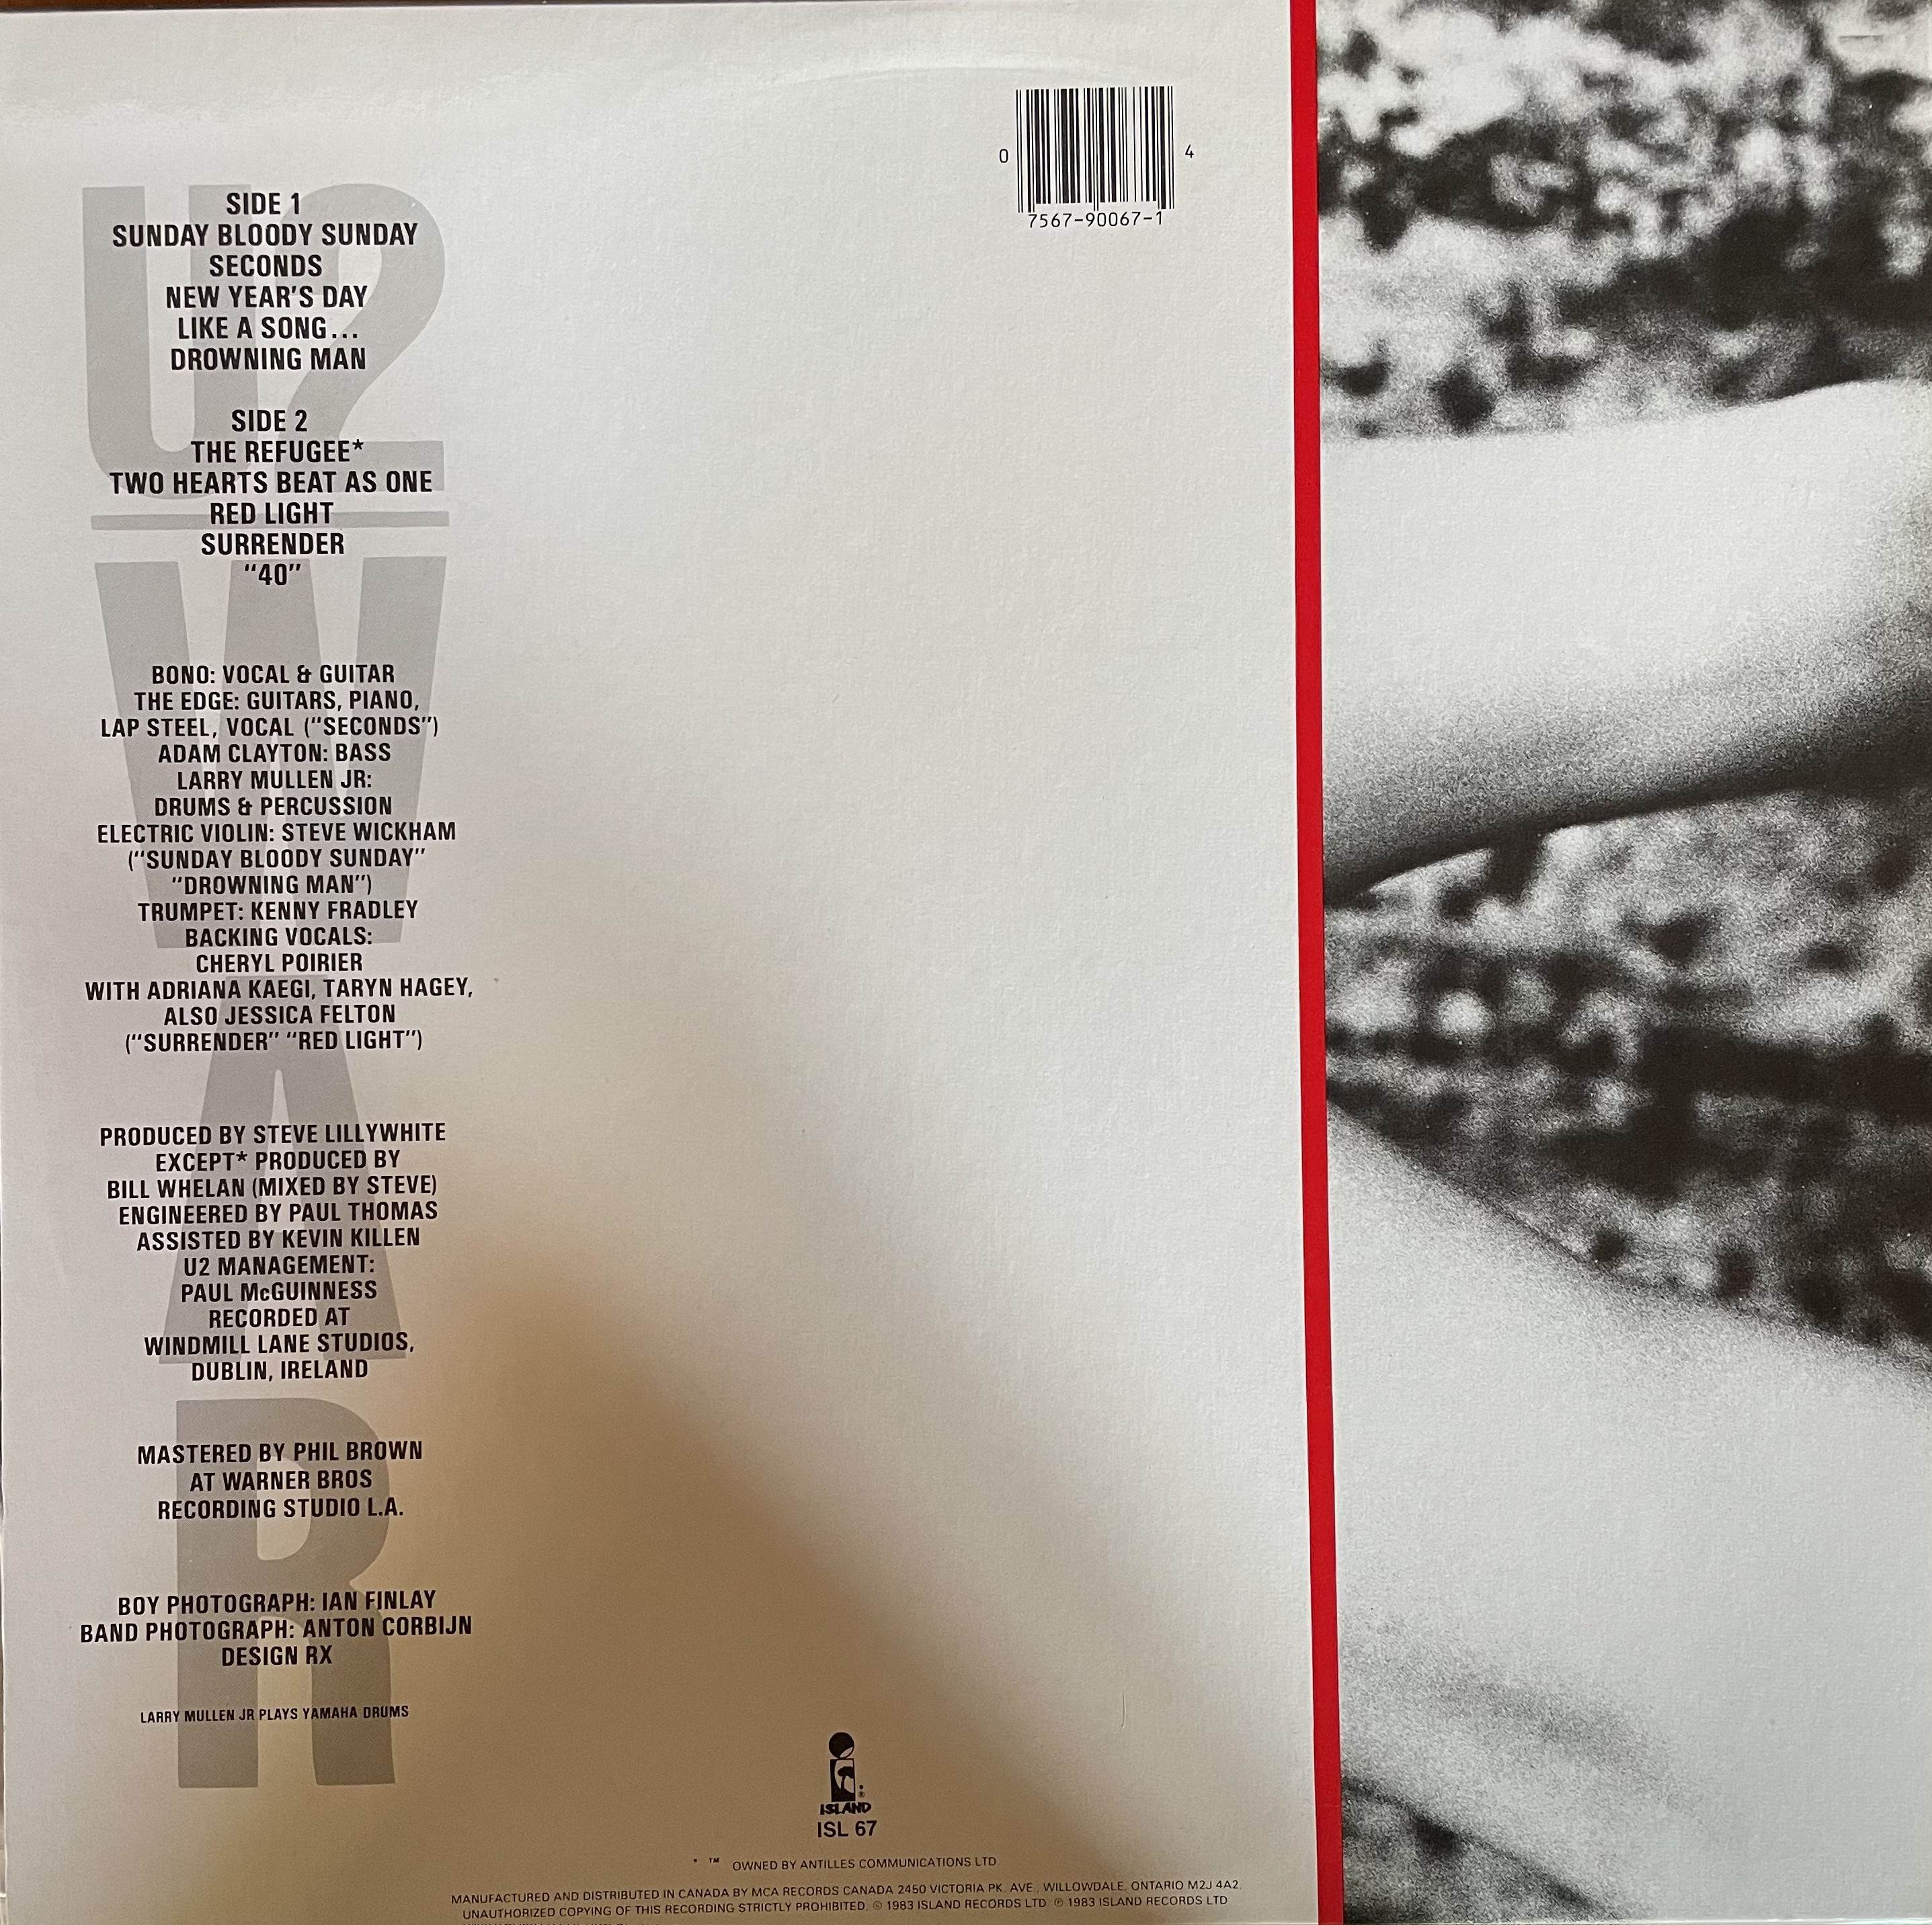 0
4
7567-90067-1
U2
WAR
SIDE 1
SUNDAY BLOODY SUNDAY
SECONDS
NEW YEAR'S DAY
LIKE A SONG...
DROWNING MAN
SIDE 2
THE REFUGEE*
TWO HEARTS BEAT AS ONE
RED LIGHT
SURRENDER
"40"
BONO: VOCAL & GUITAR
THE EDGE: GUITARS, PIANO,
LAP STEEL, VOCAL ("SECONDS")
ADAM CLAYTON: BASS
LARRY MULLEN JR:
DRUMS & PERCUSSION
ELECTRIC VIOLIN: STEVE WICKHAM
("SUNDAY BLOODY SUNDAY"
"DROWNING MAN")
TRUMPET: KENNY FRADLEY
BACKING VOCALS:
CHERYL POIRIER
WITH ADRIANA KAEGI, TARYN HAGEY,
ALSO JESSICA FELTON
("SURRENDER" "RED LIGHT")
PRODUCED BY STEVE LILLYWHITE
EXCEPT* PRODUCED BY
BILL WHELAN (MIXED BY STEVE)
ENGINEERED BY PAUL THOMAS
ASSISTED BY KEVIN KILLEN
U2 MANAGEMENT:
PAUL McGUINNESS
RECORDED AT
WINDMILL LANE STUDIOS,
DUBLIN, IRELAND
MASTERED BY PHIL BROWN
AT WARNER BROS
RECORDING STUDIO L.A.
BOY PHOTOGRAPH: IAN FINLAY
BAND PHOTOGRAPH: ANTON CORBIJN
DESIGN RX
LARRY MULLEN JR PLAYS YAMAHA DRUMS
ISLAND
ISL 67
* ™ OWNED BY ANTILLES COMMUNICATIONS LTD
MANUFACTURED AND DISTRIBUTED IN CANADA BY MCA RECORDS CANADA 2450 VICTORIA PK. AVE., WILLOWDALE, ONTARIO M2J 4A2.
UNAUTHORIZED COPYING OF THIS RECORDING STRICTLY PROHIBITED. © 1983 ISLAND RECORDS LTD ℗ 1983 ISLAND RECORDS LTD